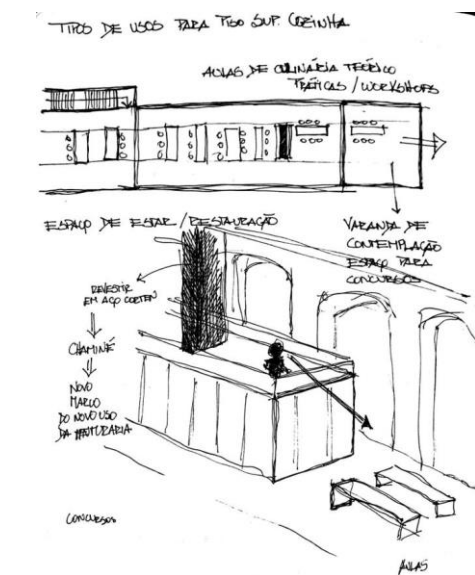 TIPOS DE USOS PARA PISO SUP. COZINHA
AULAS DE CULINÁRIA TEÓRICO
PRÁTICAS / WORKSHOPS
ESPAÇO DE ESTAR / RESTAURAÇÃO
VARANDA DE
CONTEMPLAÇÃO
ESPAÇO PARA
CONCURSOS
REVESTIR
EM AÇO CORTEN
CHAMINÉ
NOVO
MARCO
DO NOVO USO
DA
CONCURSOS
AULAS